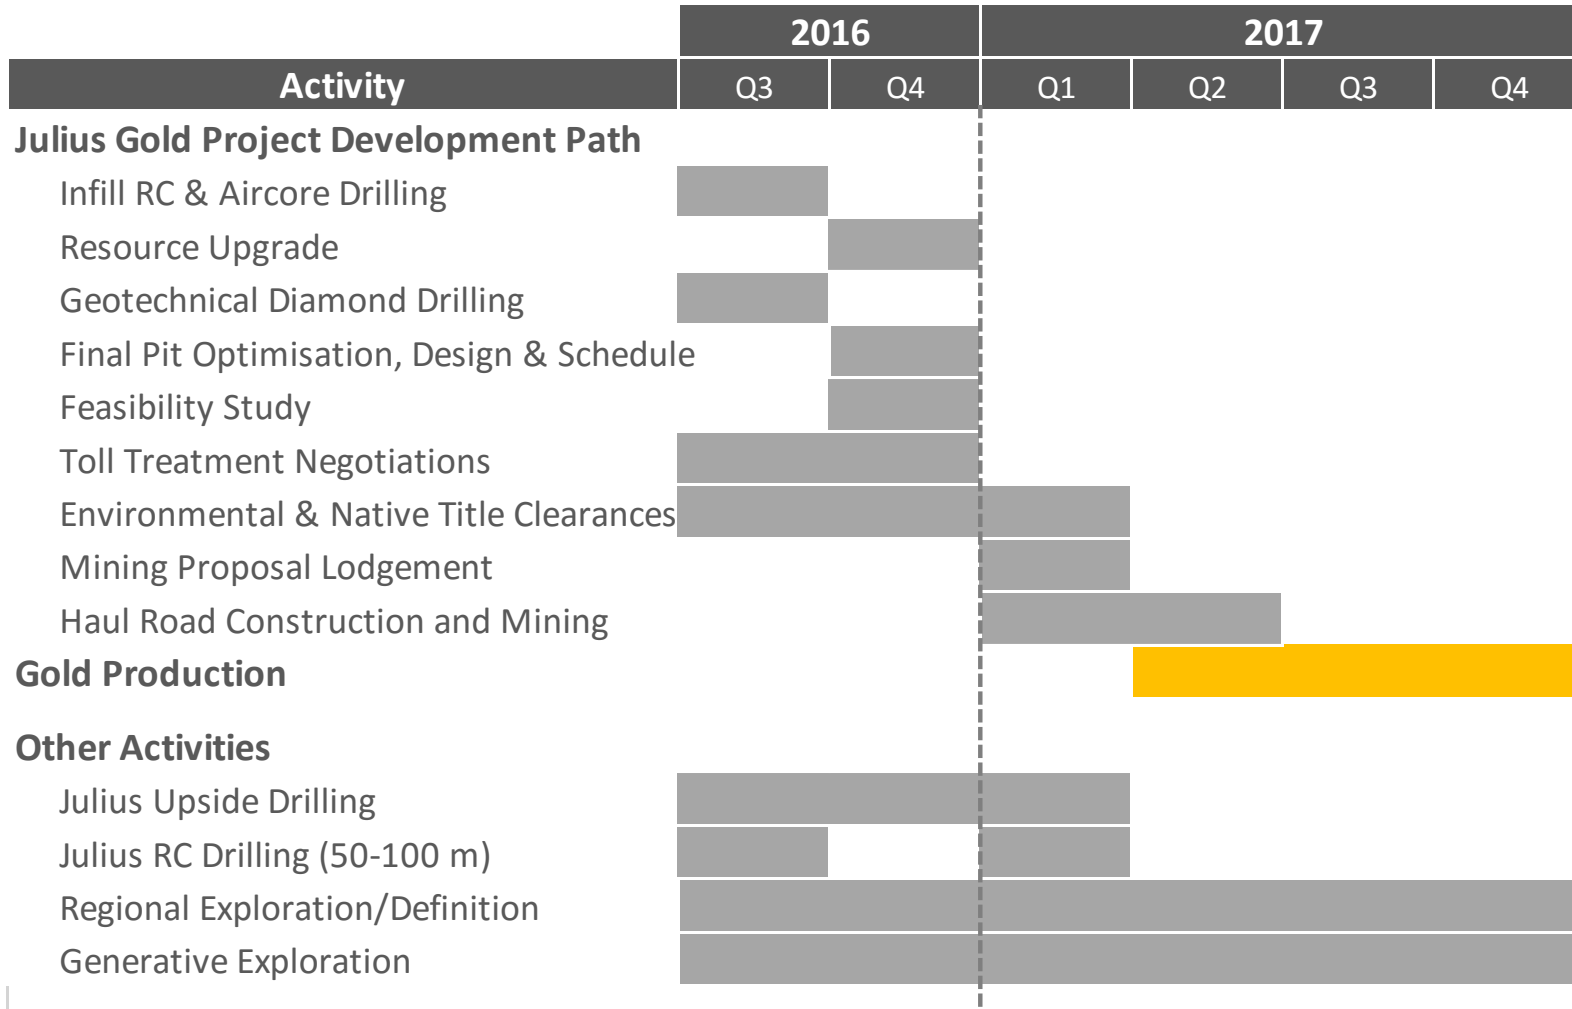 2016 2017
Activity Q3 Q4 Q1 Q2 Q3 Q4
Julius Gold Project Development Path
Infill RC & Aircore Drilling
Resource Upgrade
Geotechnical Diamond Drilling
Final Pit Optimisation, Design & Schedule
Feasibility Study
Toll Treatment Negotiations
Environmental & Native Title Clearances
Mining Proposal Lodgement
Haul Road Construction and Mining
Gold Production
Other Activities
Julius Upside Drilling
Julius RC Drilling (50-100 m)
Regional Exploration/Definition
Generative Exploration